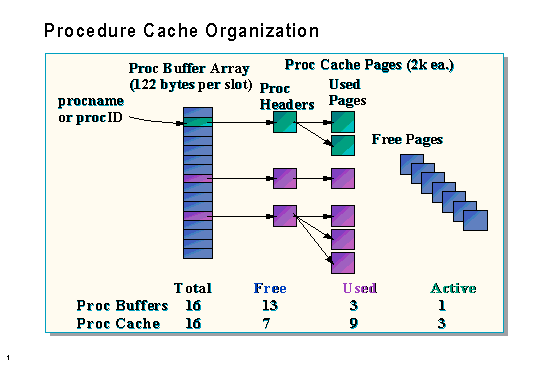 Procedure Cache Organization
Proc Buffer Array
(122 bytes per slot)
Proc Cache Pages (2k ea.)
Proc
Headers
Used
Pages
procname
or procID
Free Pages
Total Free Used Active
Proc Buffers 16 13 3 1
Proc Cache 16 7 9 3
1